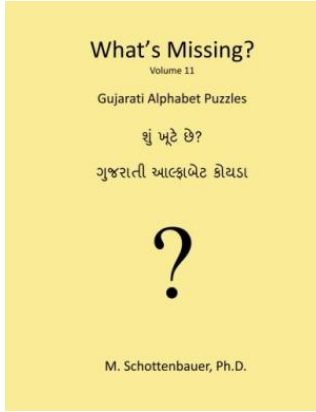 What's Missing?
Volume 11
Gujarati Alphabet Puzzles
શું ખૂટે છે?
ગુજરાતી આલ્ફાબેટ કોયડા
?
M. Schottenbauer, Ph.D.